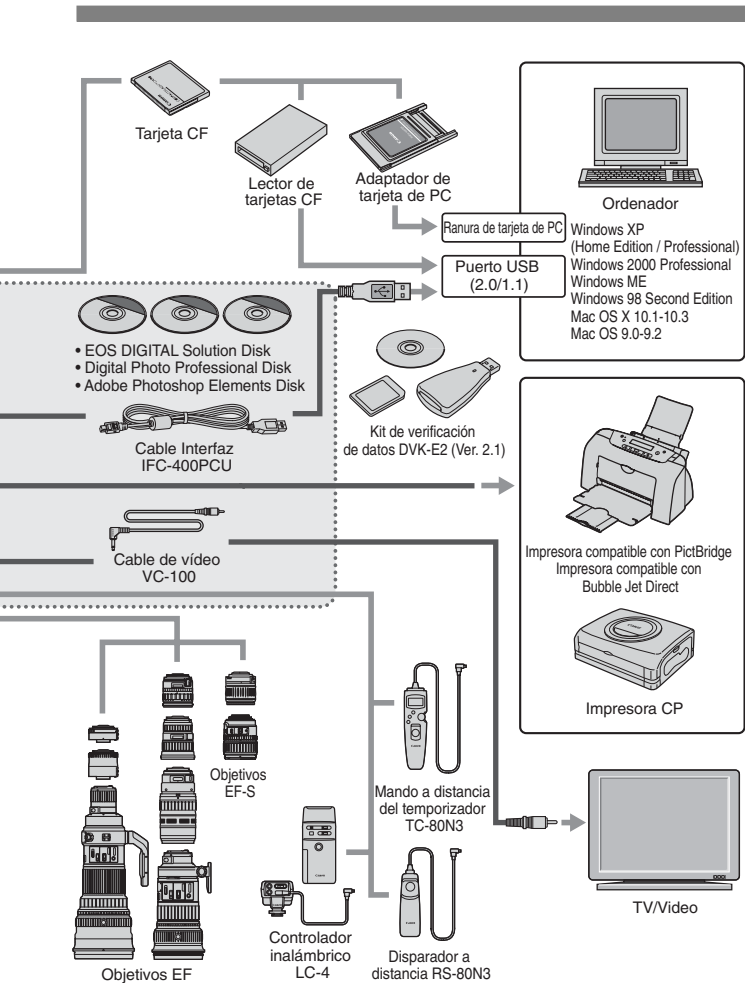 Tarjeta CF
Lector de
tarjetas CF
Adaptador de
tarjeta de PC
Ranura de tarjeta de PC
Puerto USB
(2.0/1.1)
Ordenador
Windows XP
(Home Edition / Professional)
Windows 2000 Professional
Windows ME
Windows 98 Second Edition
Mac OS X 10.1-10.3
Mac OS 9.0-9.2
• EOS DIGITAL Solution Disk
• Digital Photo Professional Disk
• Adobe Photoshop Elements Disk
Cable Interfaz
IFC-400PCU
Kit de verificación
de datos DVK-E2 (Ver. 2.1)
Cable de vídeo
VC-100
Impresora compatible con PictBridge
Impresora compatible con
Bubble Jet Direct
Impresora CP
Objetivos
EF-S
Mando a distancia
del temporizador
TC-80N3
Objetivos EF
Controlador
inalámbrico
LC-4
Disparador a
distancia RS-80N3
TV/Video